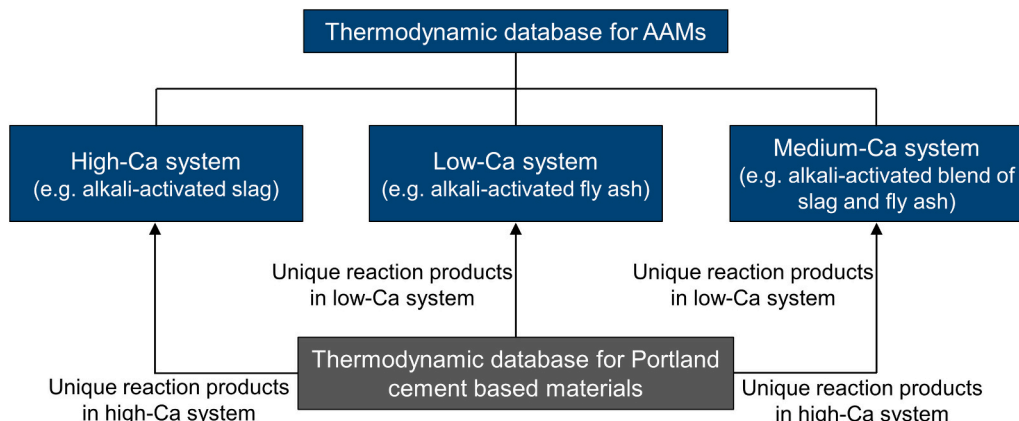 Thermodynamic database for AAMs
High-Ca system
(e.g. alkali-activated slag)
Low-Ca system
(e.g. alkali-activated fly ash)
Medium-Ca system
(e.g. alkali-activated blend of
slag and fly ash)
Unique reaction products
in low-Ca system
Unique reaction products
in low-Ca system
Thermodynamic database for Portland
cement based materials
Unique reaction products
in high-Ca system
Unique reaction products
in high-Ca system